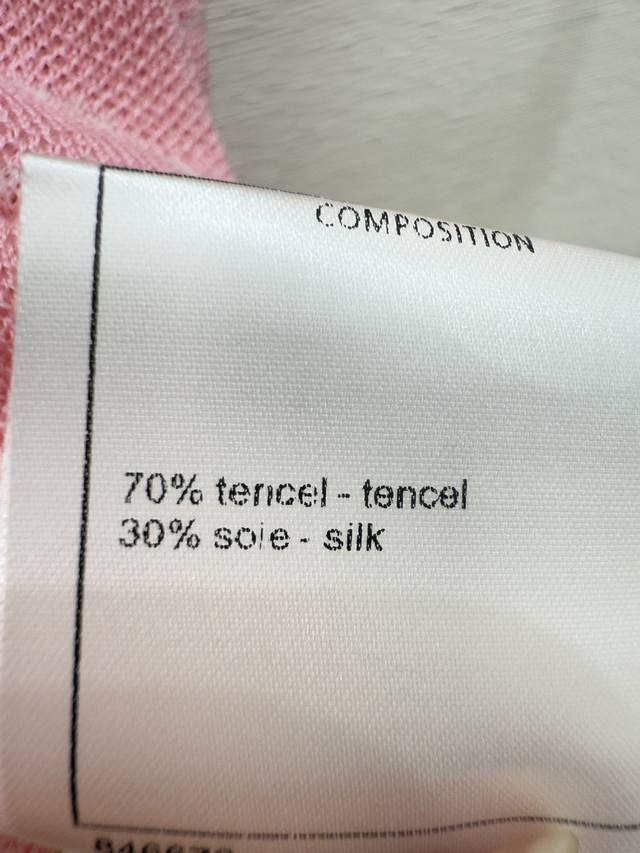 COMPOSITION
70% tencel - tencel
30% soie - silk